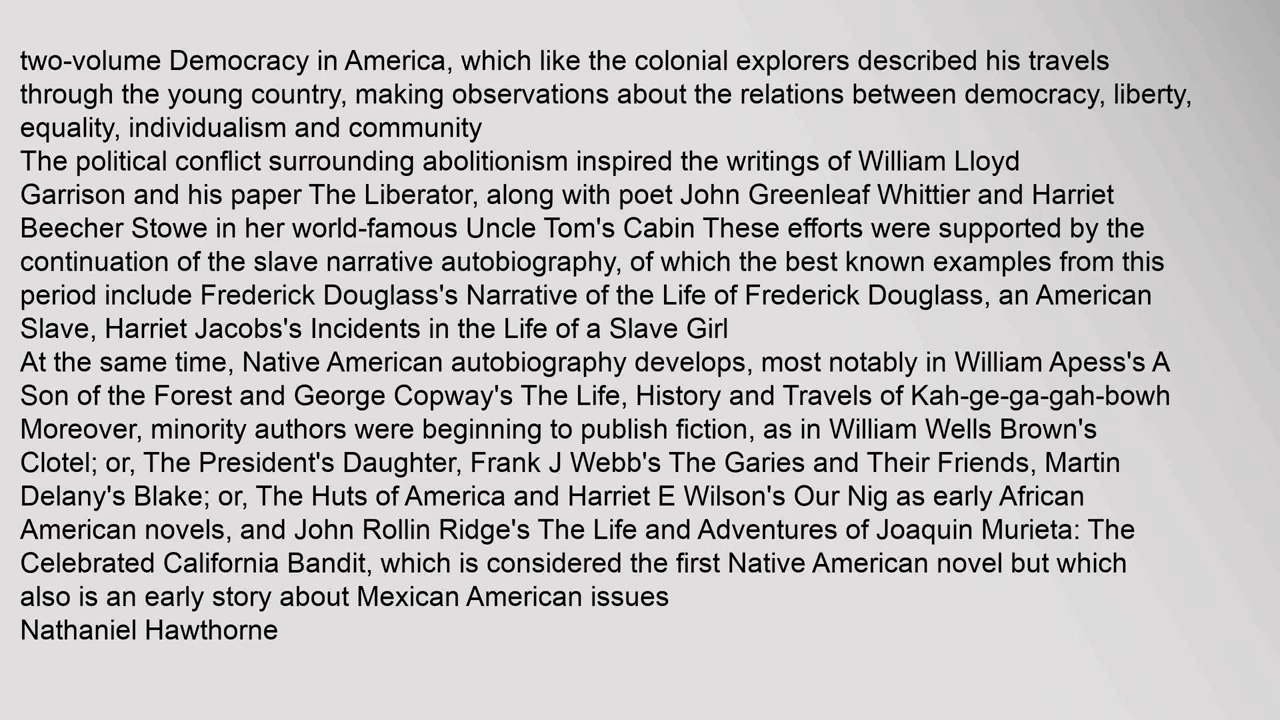 two-volume Democracy in America, which like the colonial explorers described his travels
through the young country, making observations about the relations between democracy, liberty,
equality, individualism and community
The political conflict surrounding abolitionism inspired the writings of William Lloyd
Garrison and his paper The Liberator, along with poet John Greenleaf Whittier and Harriet
Beecher Stowe in her world-famous Uncle Tom's Cabin These efforts were supported by the
continuation of the slave narrative autobiography, of which the best known examples from this
period include Frederick Douglass's Narrative of the Life of Frederick Douglass, an American
Slave, Harriet Jacobs's Incidents in the Life of a Slave Girl
At the same time, Native American autobiography develops, most notably in William Apess's A
Son of the Forest and George Copway's The Life, History and Travels of Kah-ge-ga-gah-bowh
Moreover, minority authors were beginning to publish fiction, as in William Wells Brown's
Clotel; or, The President's Daughter, Frank J Webb's The Garies and Their Friends, Martin
Delany's Blake; or, The Huts of America and Harriet E Wilson's Our Nig as early African
American novels, and John Rollin Ridge's The Life and Adventures of Joaquin Murieta: The
Celebrated California Bandit, which is considered the first Native American novel but which
also is an early story about Mexican American issues
Nathaniel Hawthorne